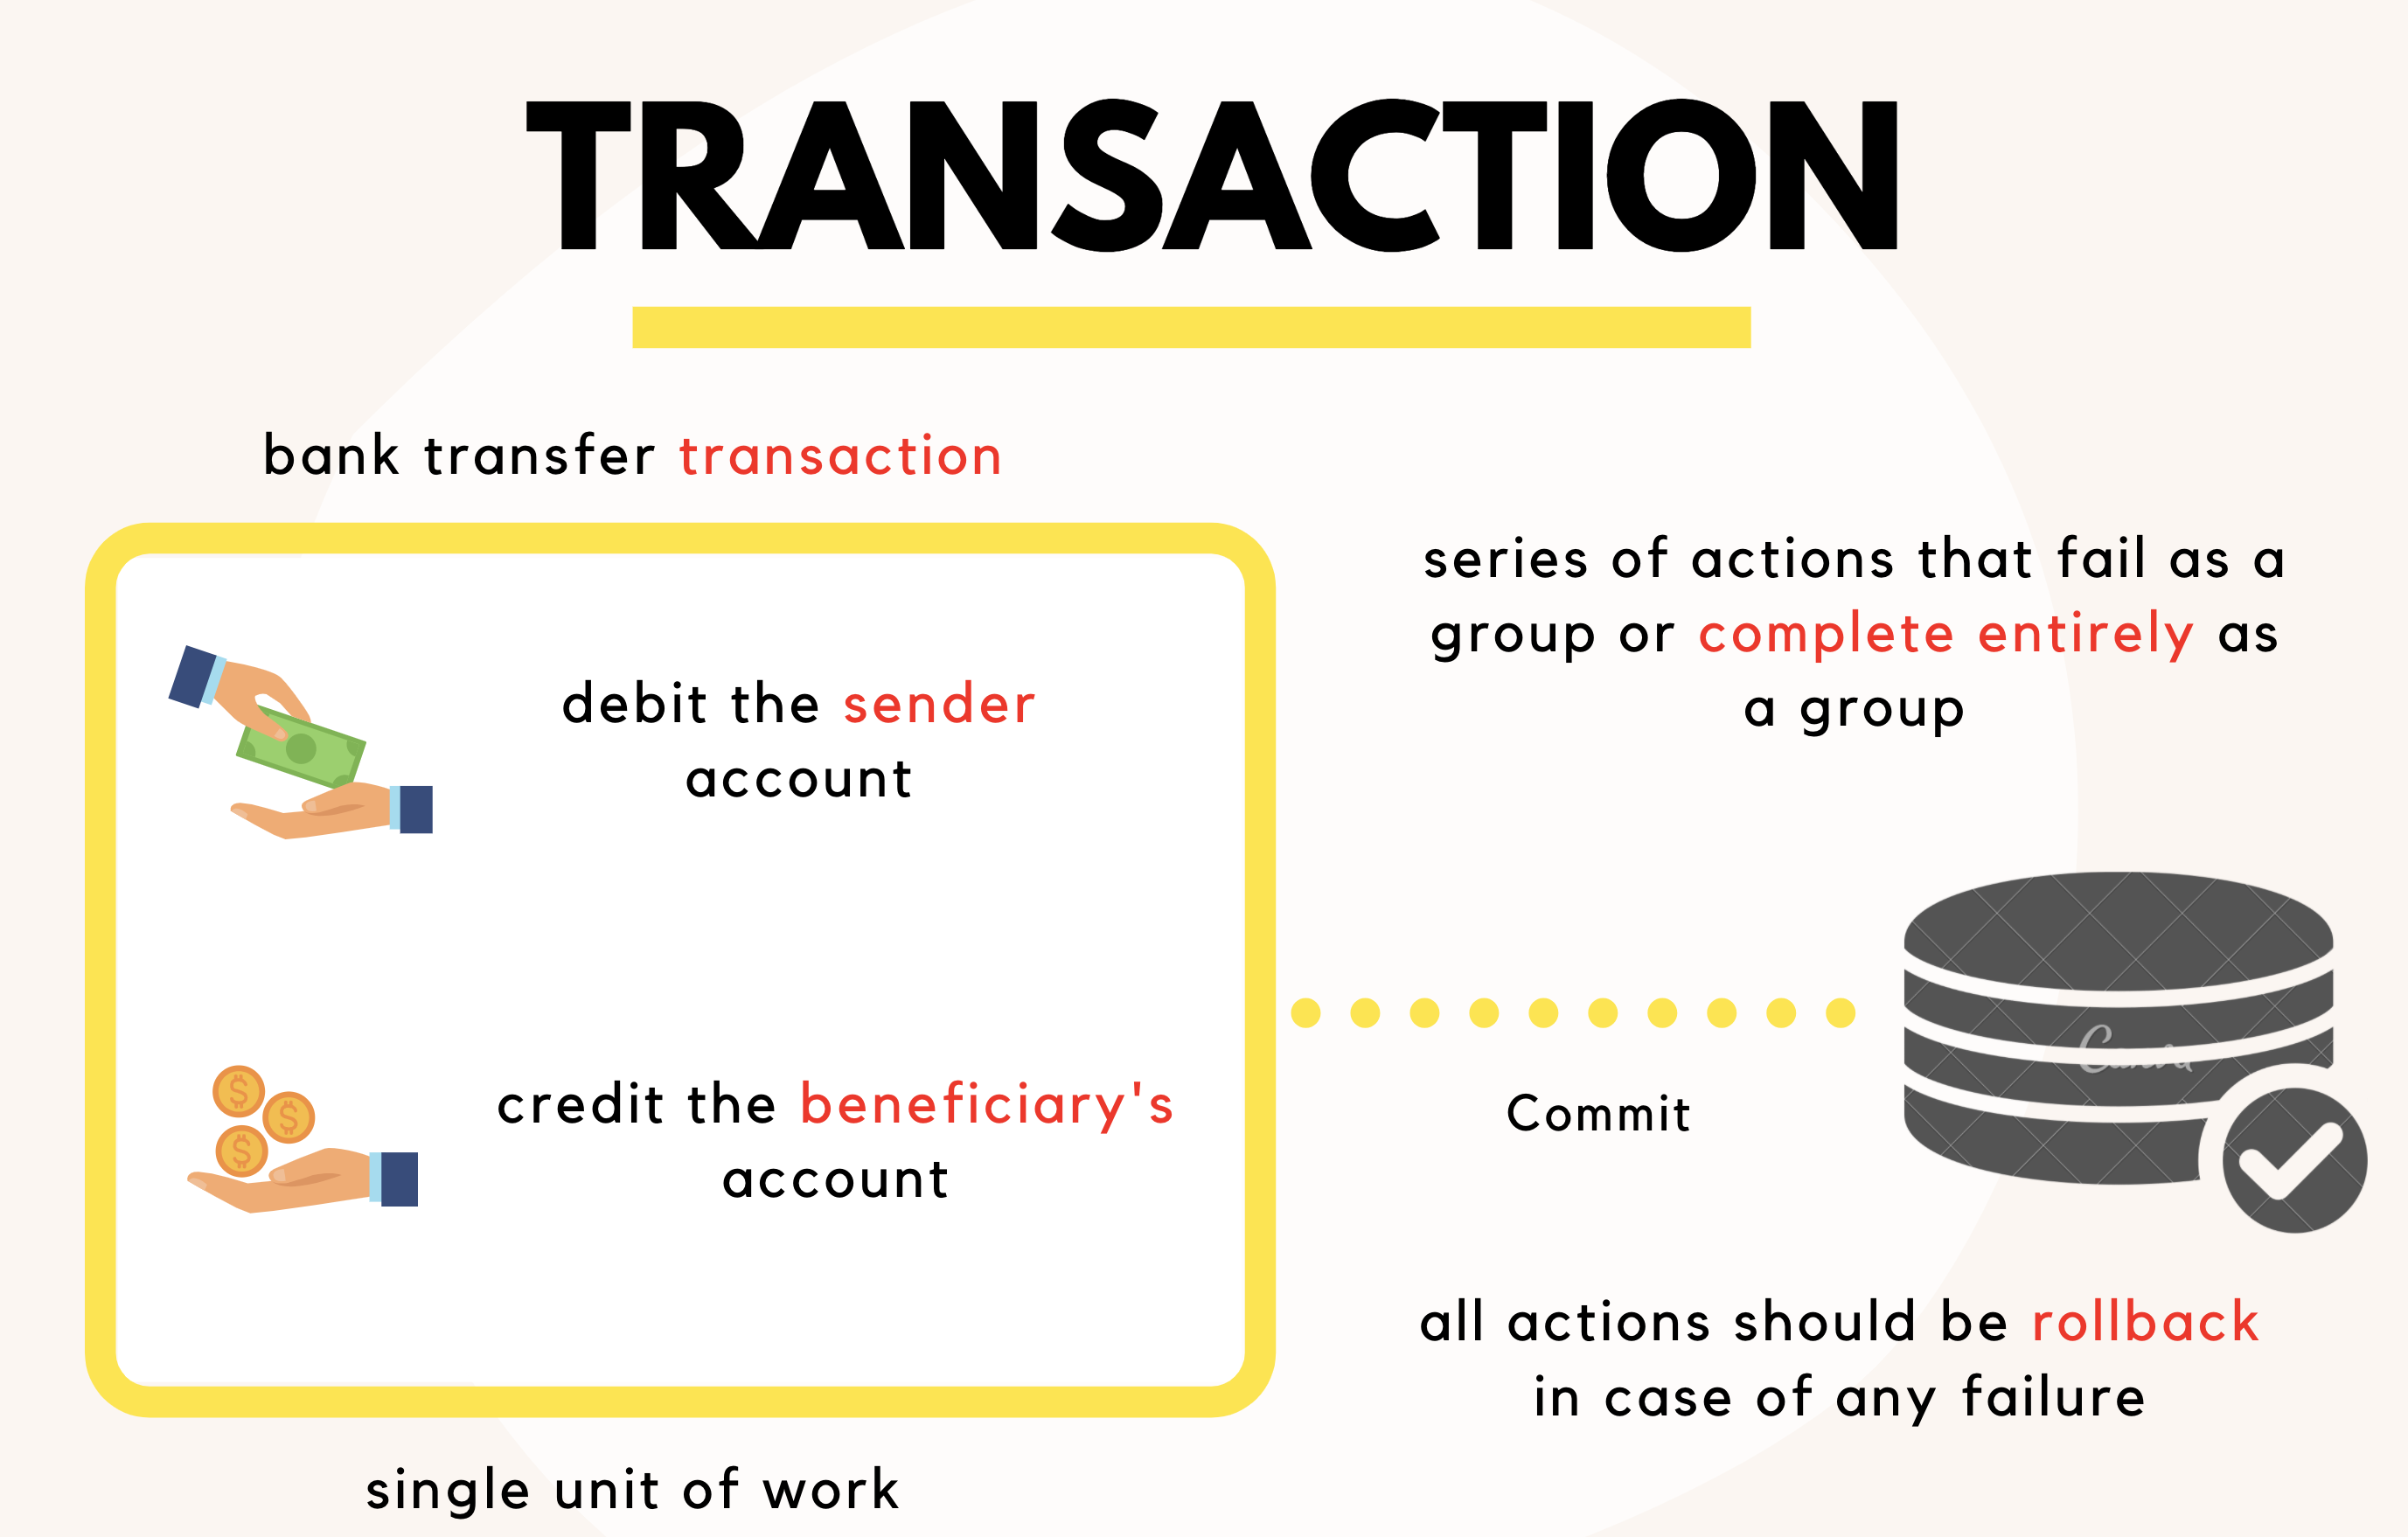 TRANSACTION
bank transfer transaction
debit the sender
account
credit the beneficiary's
account
single unit of work
series of actions that fail as a
group or complete entirely as
a group
Canva
Commit
all actions should be rollback
in case of any failure